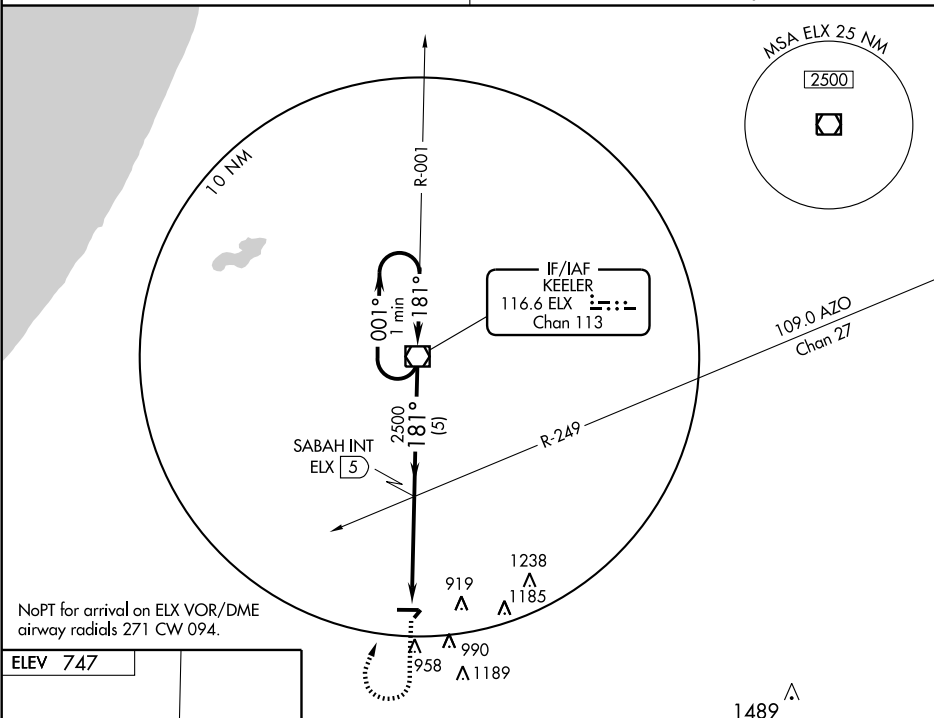 MSA ELX 25 NM
2500
10 NM
R-001
IF/IAF
KEELER
116.6 ELX
Chan 113
001°
1 min
181°
109.0 AZO
Chan 27
2500
181°
(5)
R-249
SABAH INT
ELX 5
1238
919
1185
NoPT for arrival on ELX VOR/DME
airway radials 271 CW 094.
958
990
1189
ELEV 747
1489